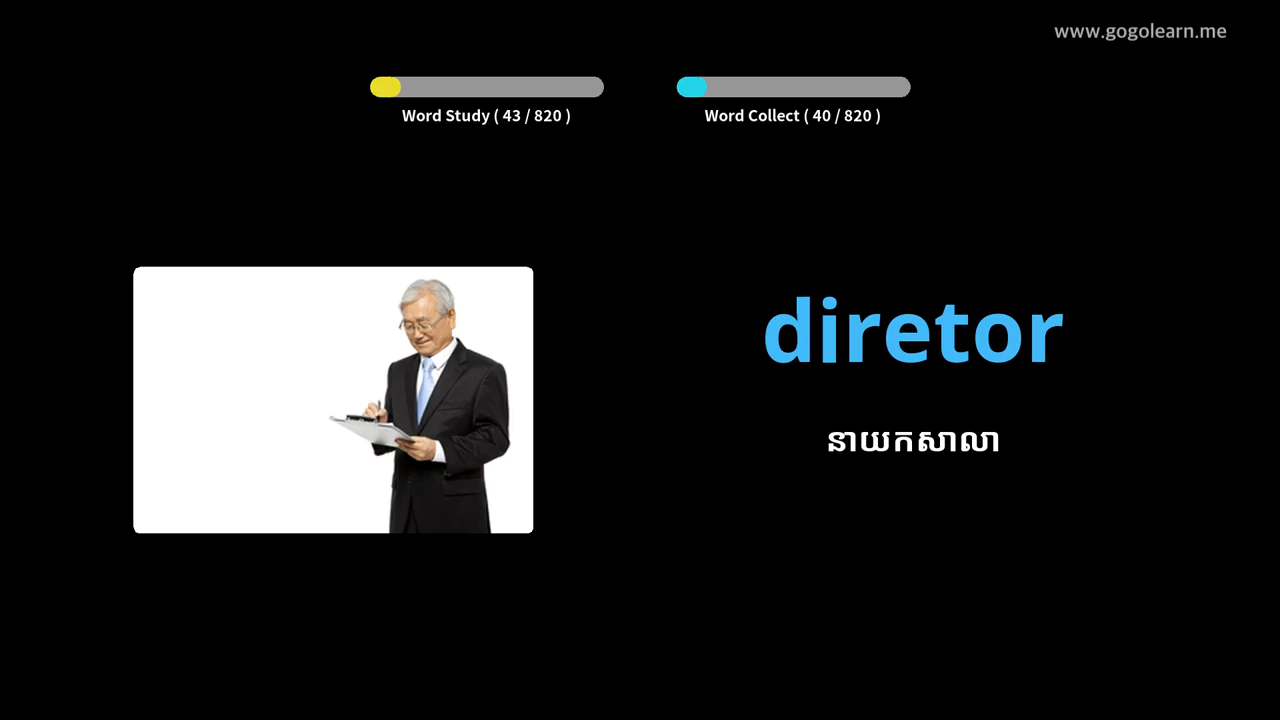 www.gogolearn.me
Word Study ( 43 / 820 )
Word Collect ( 40 / 820 )
diretor
នាយកសាលា